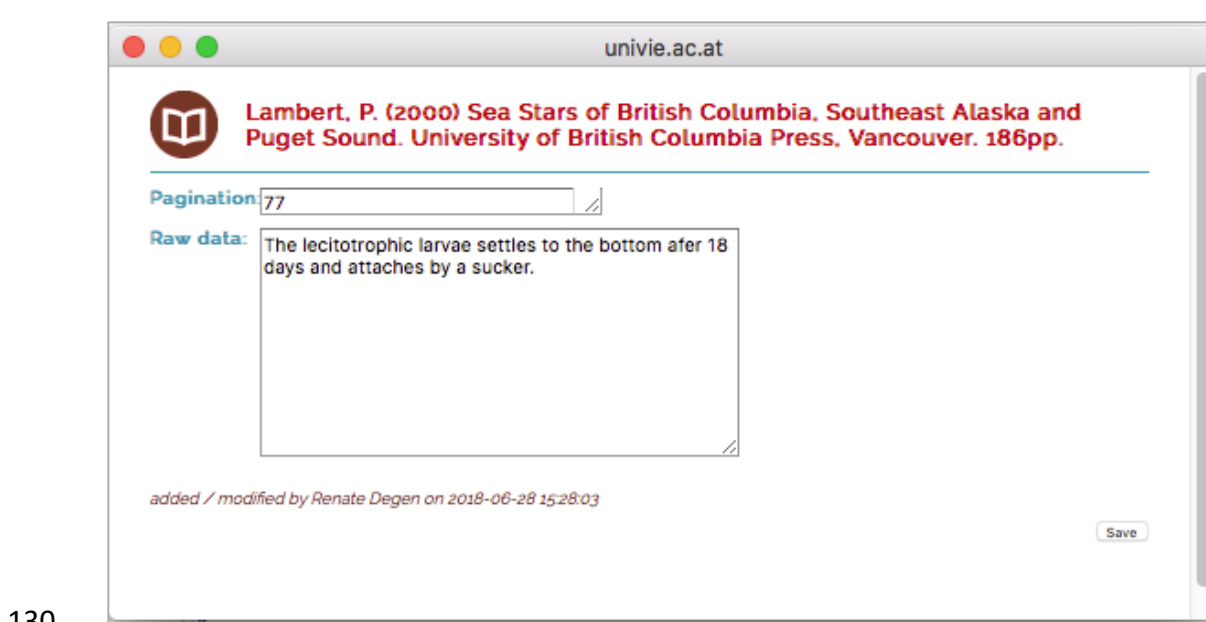 univie.ac.at
Lambert, P. (2000) Sea Stars of British Columbia, Southeast Alaska and
Puget Sound. University of British Columbia Press, Vancouver. 186pp.
Pagination: 77
Raw data: The lecitotrophic larvae settles to the bottom afer 18
days and attaches by a sucker.
added / modified by Renate Degen on 2018-06-28 15:28:03
Save
130